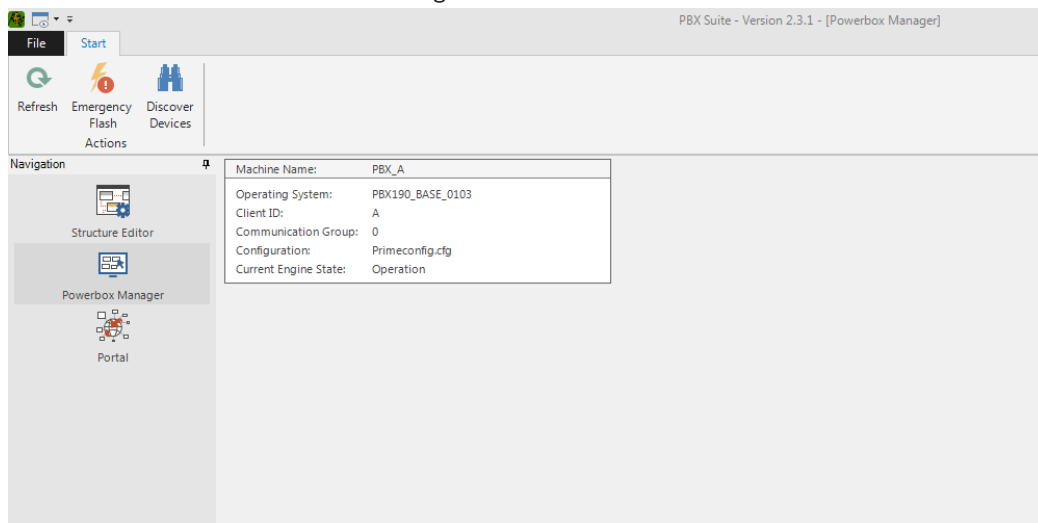 PBX Suite - Version 2.3.1 - [Powerbox Manager]
File Start
Refresh Emergency Flash Discover Devices
Actions
Navigation
Structure Editor
Powerbox Manager
Portal
Machine Name: PBX_A
Operating System: PBX190_BASE_0103
Client ID: A
Communication Group: 0
Configuration: Primeconfig.cfg
Current Engine State: Operation